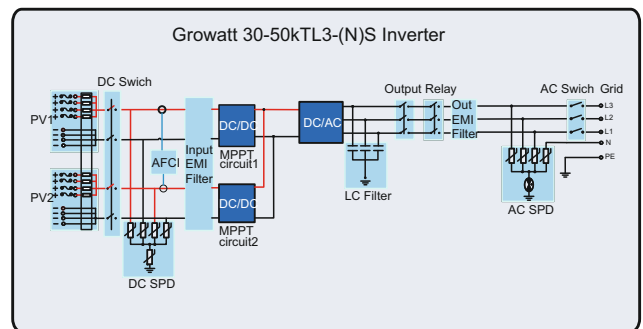 Growatt 30-50kTL3-(N)S Inverter
DC Swich
Output Relay
AC Swich Grid
PV1
PV2
AFCI
Input
EMI
Filter
DC/DC
MPPT
circuit1
DC/DC
MPPT
circuit2
DC/AC
LC Filter
Out
EMI
Filter
L3
L2
L1
N
PE
DC SPD
AC SPD